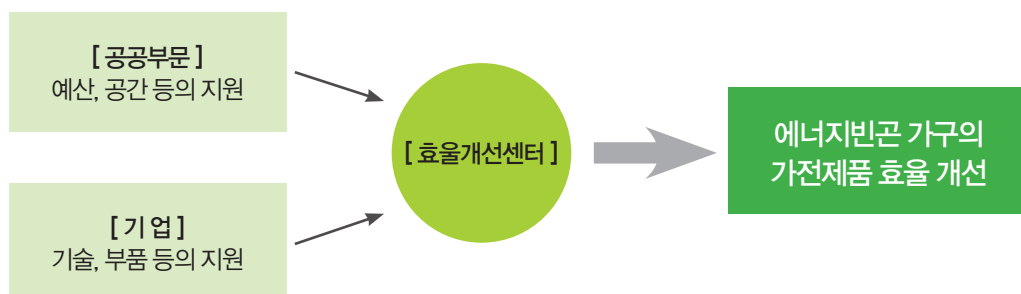 [ 공공부문 ]
예산, 공간 등의 지원
[ 기 업 ]
기술, 부품 등의 지원
[ 효울개선센터 ]
에너지빈곤 가구의
가전제품 효율 개선